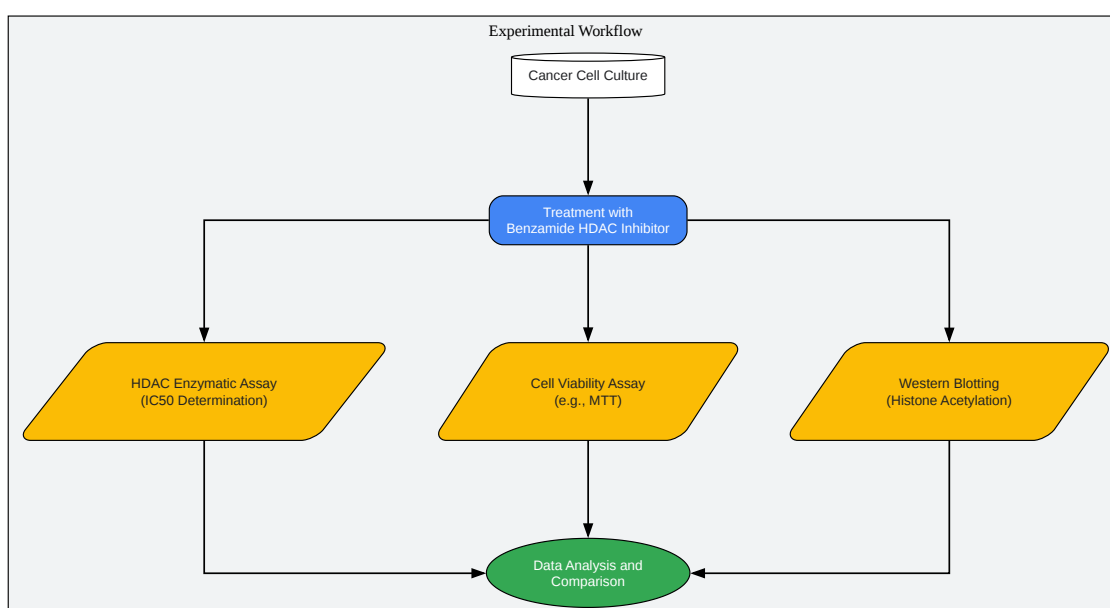 Experimental Workflow
Cancer Cell Culture
Treatment with
Benzamide HDAC Inhibitor
HDAC Enzymatic Assay
(IC50 Determination)
Cell Viability Assay
(e.g., MTT)
Western Blotting
(Histone Acetylation)
Data Analysis and
Comparison